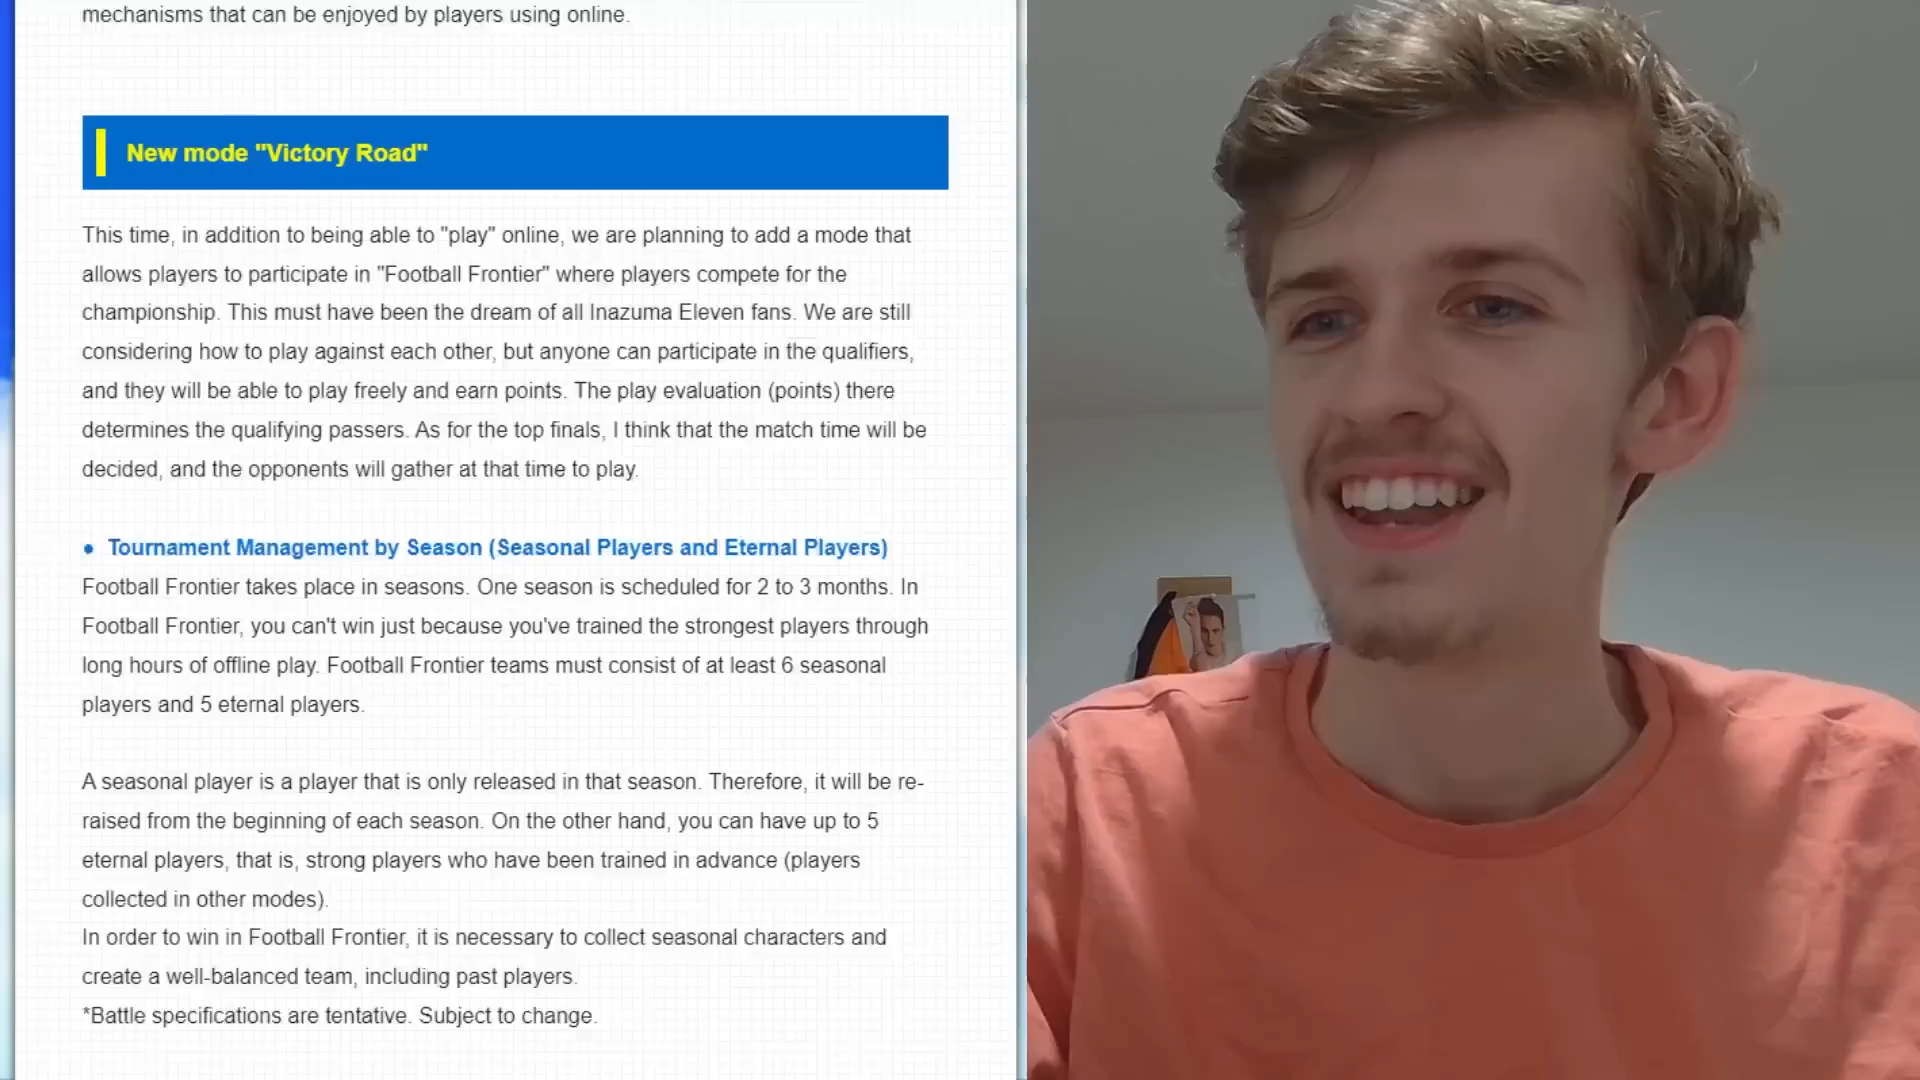 mechanisms that can be enjoyed by players using online.
New mode "Victory Road"
This time, in addition to being able to "play" online, we are planning to add a mode that
allows players to participate in "Football Frontier" where players compete for the
championship. This must have been the dream of all Inazuma Eleven fans. We are still
considering how to play against each other, but anyone can participate in the qualifiers,
and they will be able to play freely and earn points. The play evaluation (points) there
determines the qualifying passers. As for the top finals, I think that the match time will be
decided, and the opponents will gather at that time to play.
• Tournament Management by Season (Seasonal Players and Eternal Players)
Football Frontier takes place in seasons. One season is scheduled for 2 to 3 months. In
Football Frontier, you can't win just because you've trained the strongest players through
long hours of offline play. Football Frontier teams must consist of at least 6 seasonal
players and 5 eternal players.
A seasonal player is a player that is only released in that season. Therefore, it will be re-
raised from the beginning of each season. On the other hand, you can have up to 5
eternal players, that is, strong players who have been trained in advance (players
collected in other modes).
In order to win in Football Frontier, it is necessary to collect seasonal characters and
create a well-balanced team, including past players.
*Battle specifications are tentative. Subject to change.